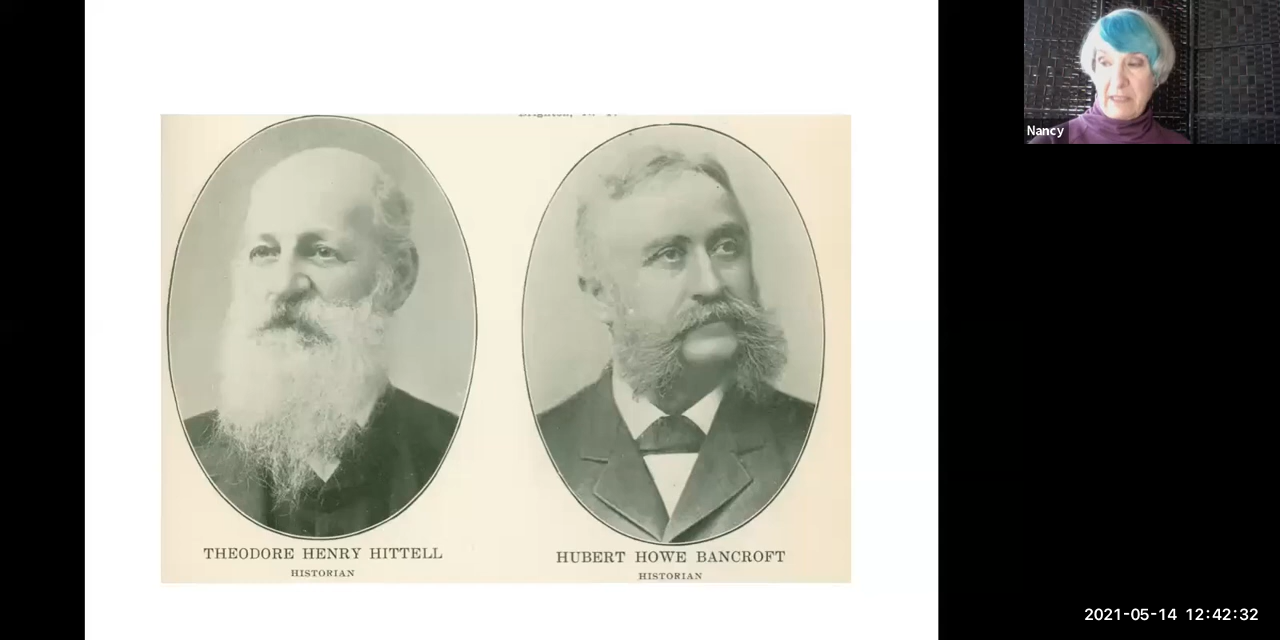 Nancy
THEODORE HENRY HITTELL
HISTORIAN
HUBERT HOWE BANCROFT
HISTORIAN
2021-05-14 12:42:32